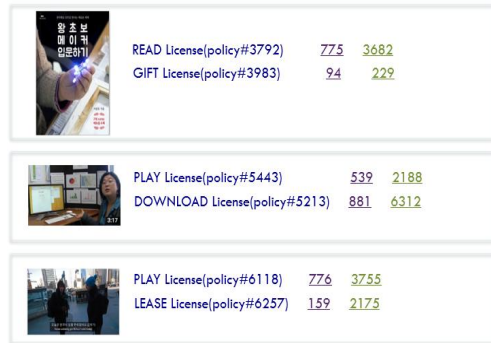 왕초보
메이커
입문하기
READ License(policy#3792) 775 3682
GIFT License(policy#3983) 94 229
PLAY License(policy#5443) 539 2188
DOWNLOAD License(policy#5213) 881 6312
3:17
PLAY License(policy#6118) 776 3755
LEASE License(policy#6257) 159 2175